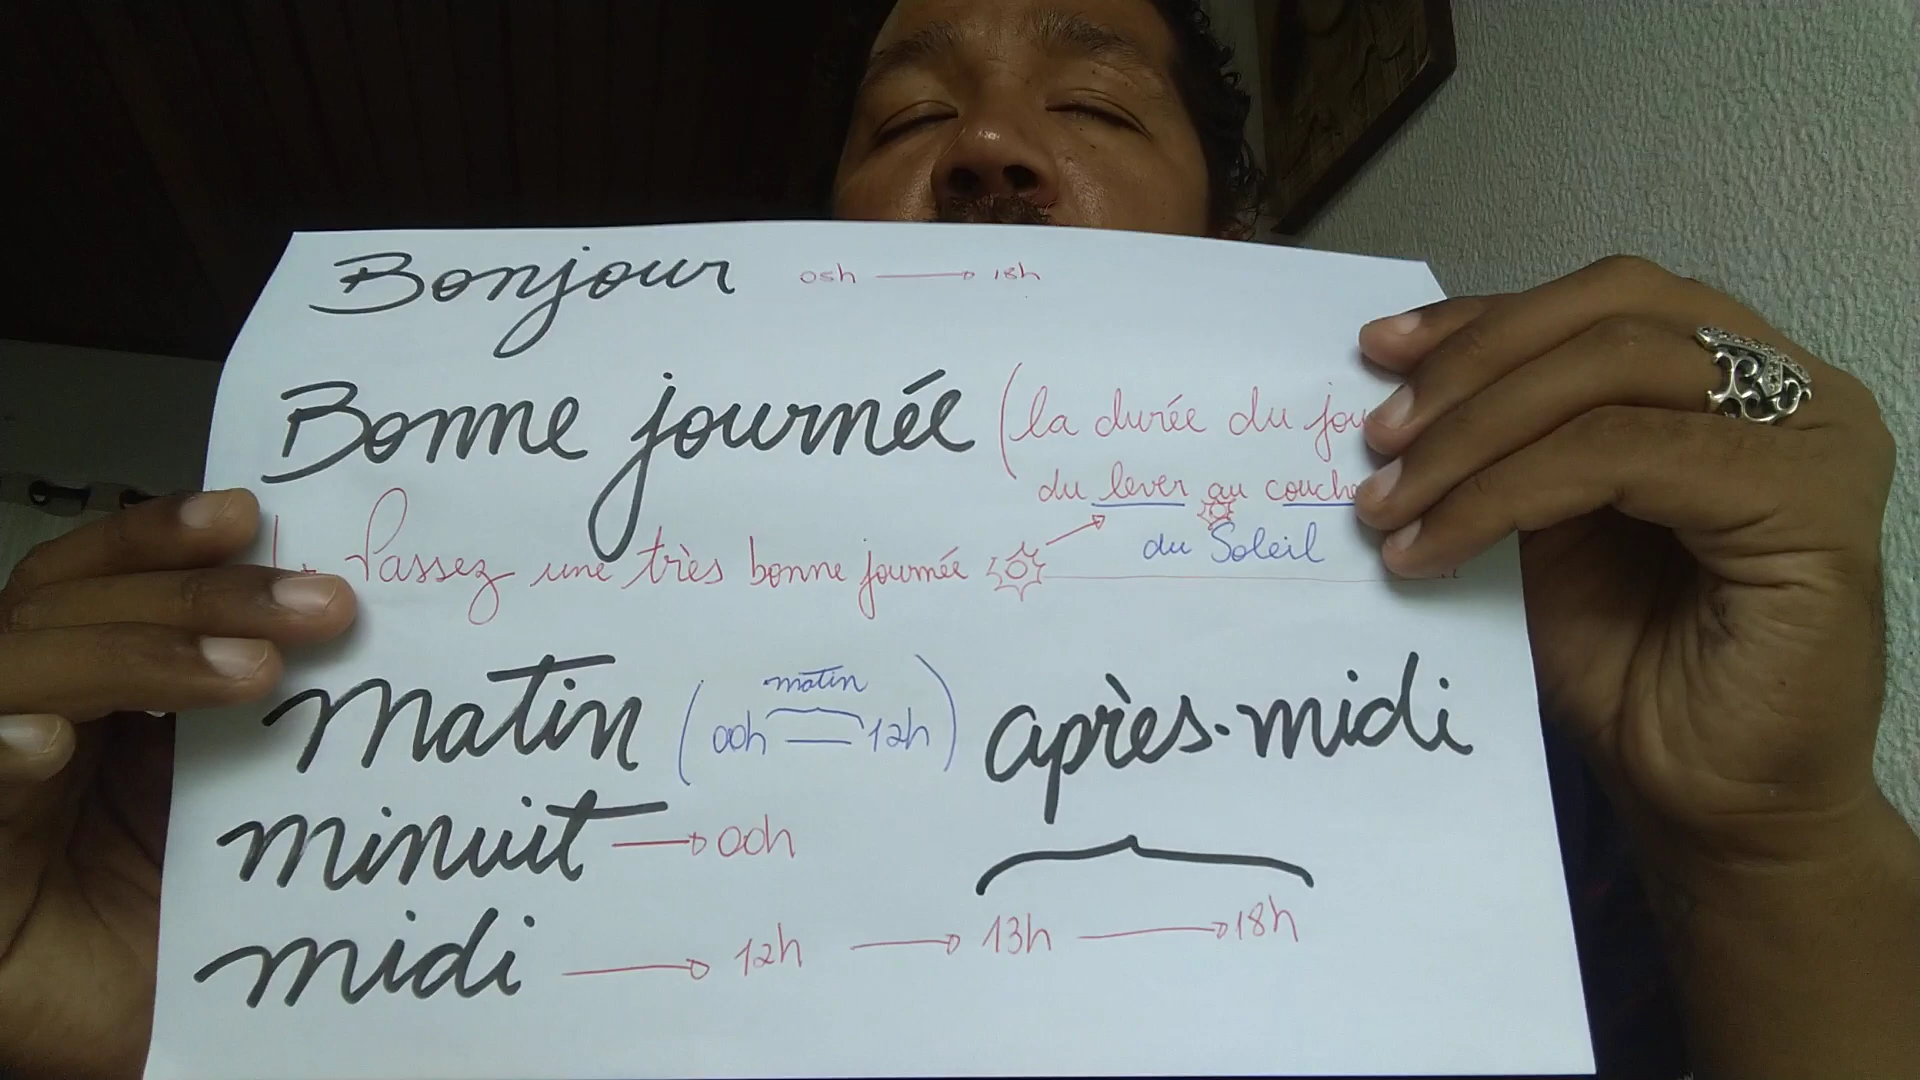 Bonjour 05h → 18h
Bonne journée (la durée du jou
du lever au couche
du Soleil
↳ Passez une très bonne journée
matin
Matin (00h — 12h) après-midi
minuit → 00h
midi → 12h → 13h → 18h